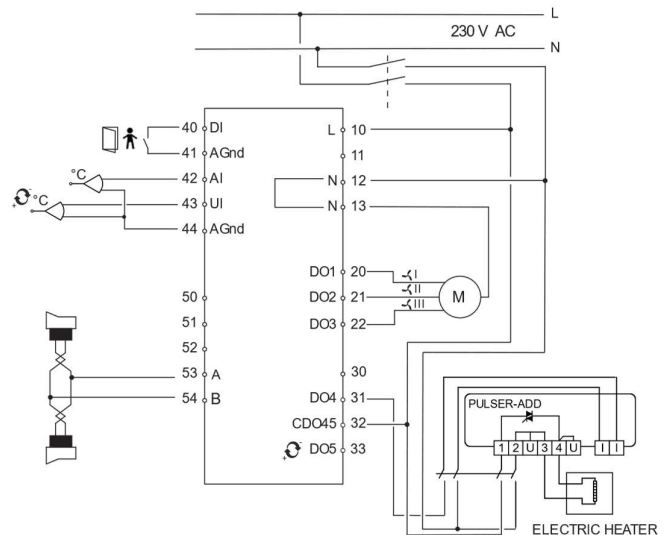 L
230 V AC
N
40 DI
L 10
41 AGnd
11
°C
42 AI
N 12
+ - °C
43 UI
N 13
44 AGnd
DO1 20 I
50
DO2 21 II
M
51
DO3 22 III
52
53 A
30
54 B
DO4 31
PULSER-ADD
CDO45 32
+ - DO5 33
1 2 U 3 4 U I I
ELECTRIC HEATER